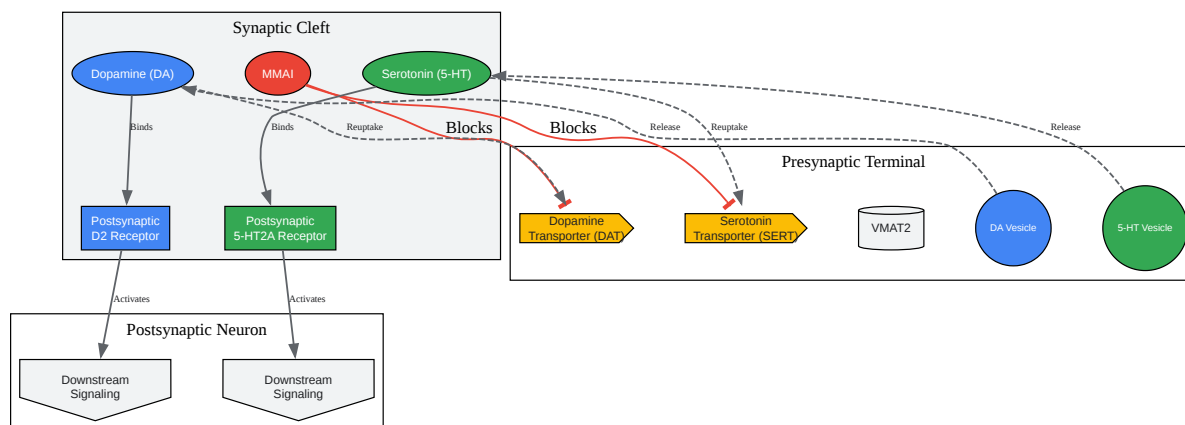 Synaptic Cleft
Dopamine (DA)
MMAI
Serotonin (5-HT)
Binds
Reuptake
Binds
Blocks
Blocks
Release
Reuptake
Release
Presynaptic Terminal
Postsynaptic
D2 Receptor
Postsynaptic
5-HT2A Receptor
Dopamine
Transporter (DAT)
Serotonin
Transporter (SERT)
VMAT2
DA Vesicle
5-HT Vesicle
Activates
Activates
Postsynaptic Neuron
Downstream
Signaling
Downstream
Signaling